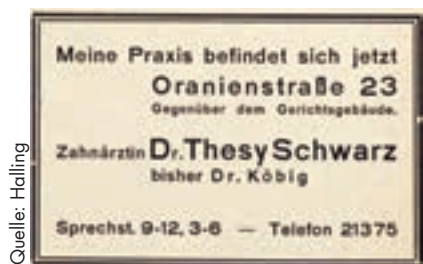 Meine Praxis befindet sich jetzt
Oranienstraße 23
Gegenüber dem Gerichtsgebäude.
Zahnärztin Dr. Thesy Schwarz
bisher Dr. Köbig
Sprechst. 9-12, 3-6 — Telefon 21375
Quelle: Halling